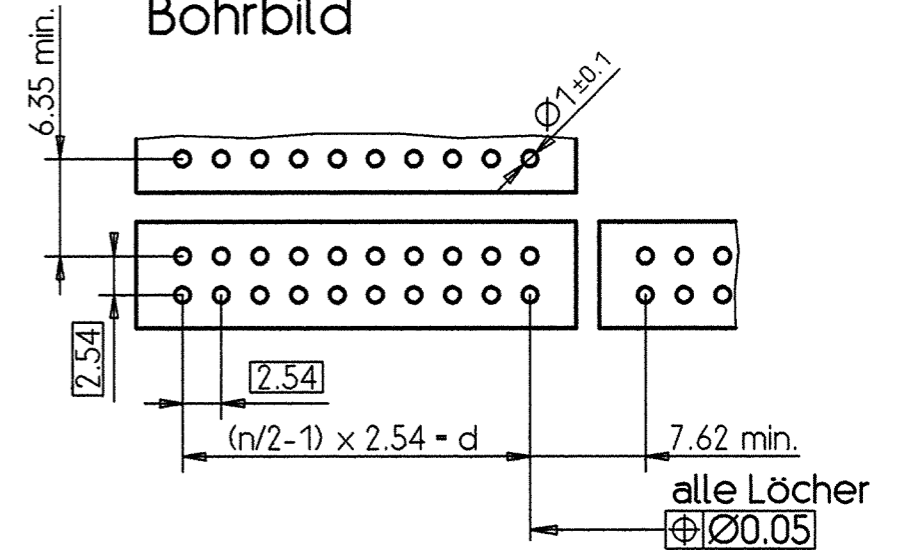 Bohrbild
6.35 min.
Ø1±0.1
2.54
2.54
(n/2-1) x 2.54 = d
7.62 min.
alle Löcher
⌖ Ø0.05